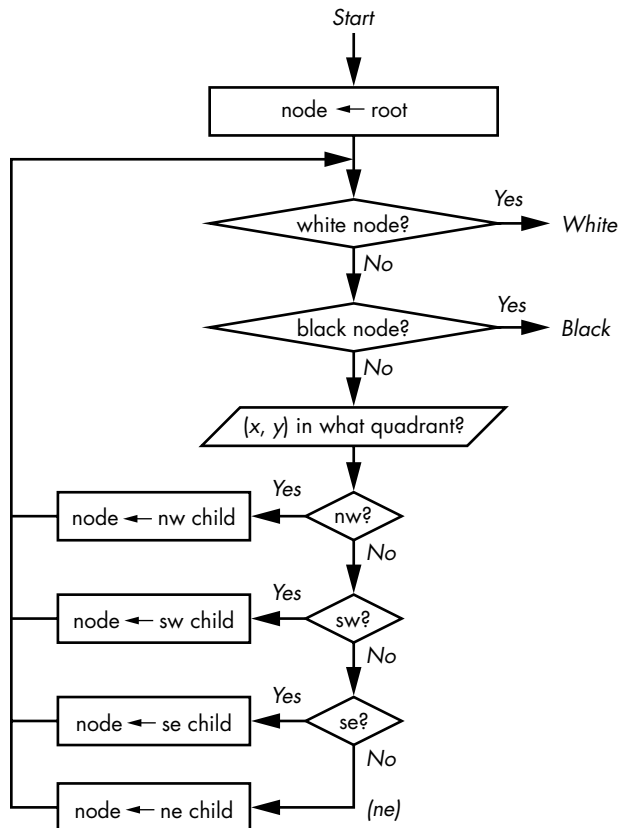 Start
node ← root
white node?
Yes
White
No
black node?
Yes
Black
No
(x, y) in what quadrant?
node ← nw child
Yes
nw?
No
node ← sw child
Yes
sw?
No
node ← se child
Yes
se?
No
node ← ne child
(ne)